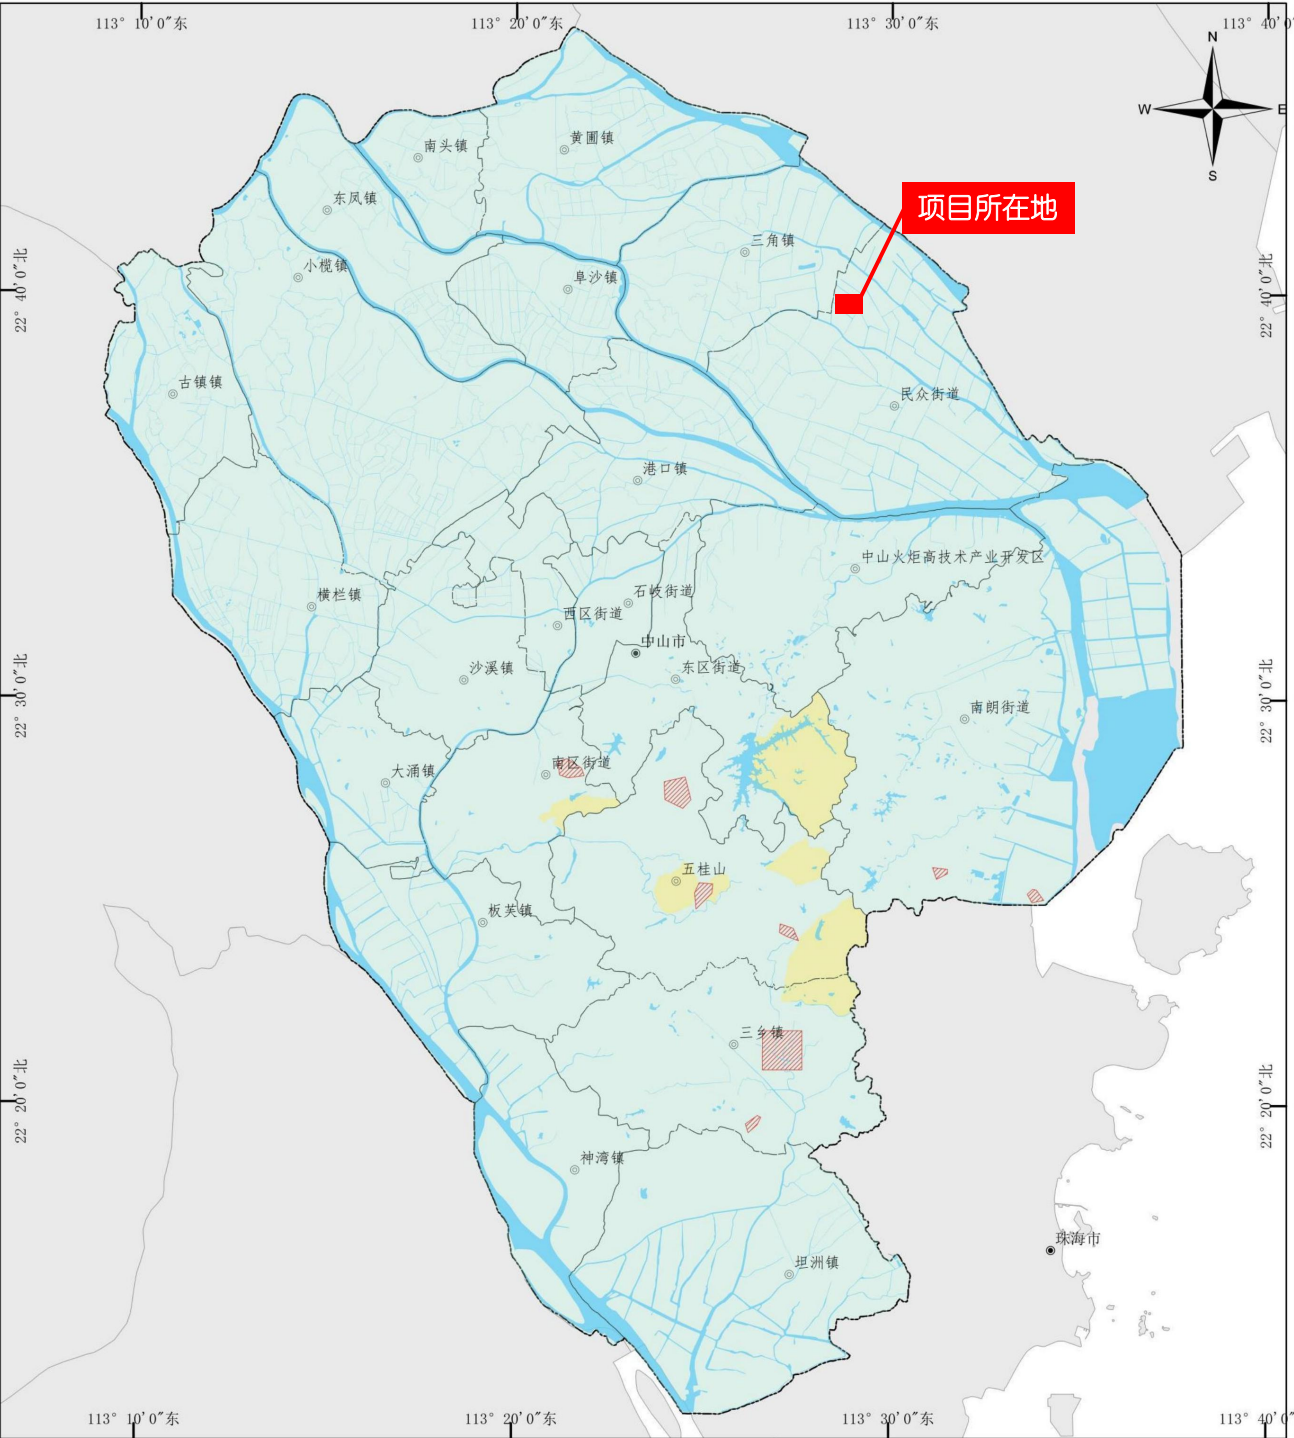 113° 10′0″东
113° 20′0″东
113° 30′0″东
113° 40′0″
N
W
E
S
黄圃镇
南头镇
东凤镇
项目所在地
三角镇
小榄镇
阜沙镇
22° 40′0″北
22° 40′0″北
古镇镇
民众街道
港口镇
中山火炬高技术产业开发区
横栏镇
石岐街道
西区街道
中山市
沙溪镇
东区街道
22° 30′0″北
22° 30′0″北
南朗街道
大涌镇
南区街道
五桂山
板芙镇
三乡镇
22° 20′0″北
22° 20′0″北
神湾镇
珠海市
坦洲镇
113° 10′0″东
113° 20′0″东
113° 30′0″东
113° 40′0″